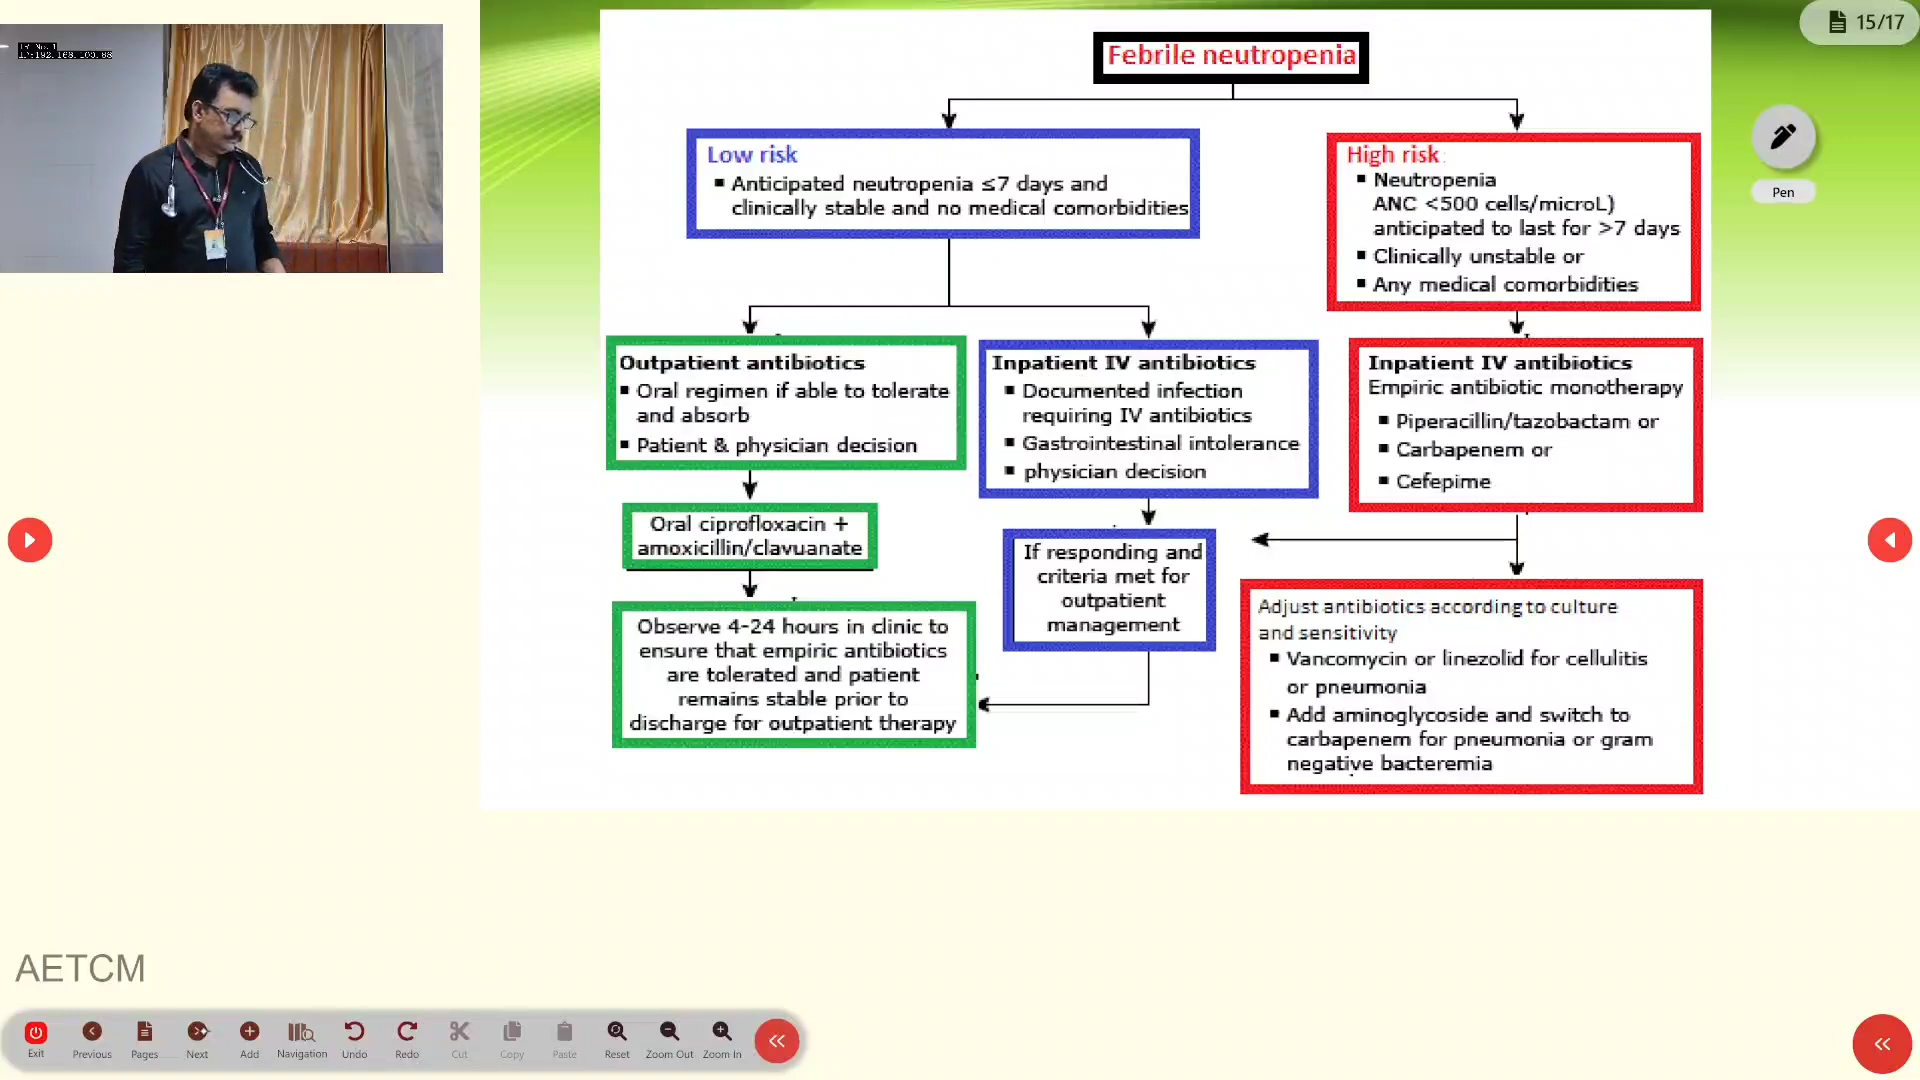 IP No.1
IP:192.168.100.88
15/17
Pen
Febrile neutropenia
Low risk
▪ Anticipated neutropenia ≤7 days and
clinically stable and no medical comorbidities
High risk:
▪ Neutropenia
ANC <500 cells/microL)
anticipated to last for >7 days
▪ Clinically unstable or
▪ Any medical comorbidities
Outpatient antibiotics
▪ Oral regimen if able to tolerate
and absorb
▪ Patient & physician decision
Inpatient IV antibiotics
▪ Documented infection
requiring IV antibiotics
▪ Gastrointestinal intolerance
▪ physician decision
Inpatient IV antibiotics
Empiric antibiotic monotherapy
▪ Piperacillin/tazobactam or
▪ Carbapenem or
▪ Cefepime
Oral ciprofloxacin +
amoxicillin/clavuanate
If responding and
criteria met for
outpatient
management
Observe 4-24 hours in clinic to
ensure that empiric antibiotics
are tolerated and patient
remains stable prior to
discharge for outpatient therapy
Adjust antibiotics according to culture
and sensitivity
▪ Vancomycin or linezolid for cellulitis
or pneumonia
▪ Add aminoglycoside and switch to
carbapenem for pneumonia or gram
negative bacteremia
AETCM
Exit
Previous
Pages
Next
Add
Navigation
Undo
Redo
Cut
Copy
Paste
Reset
Zoom Out
Zoom In